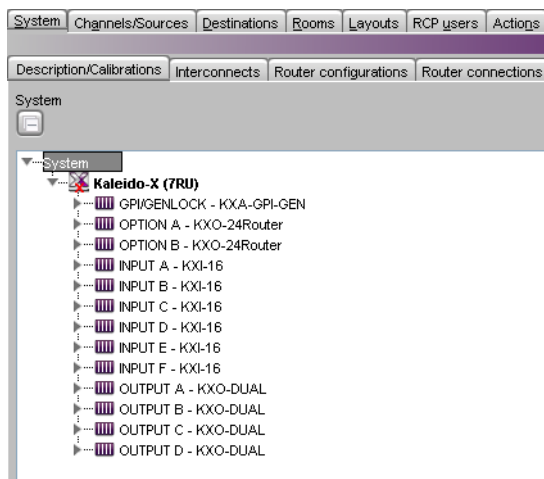 System Channels/Sources Destinations Rooms Layouts RCP users Actions
Description/Calibrations Interconnects Router configurations Router connections
System
System
Kaleido-X (7RU)
GPI/GENLOCK - KXA-GPI-GEN
OPTION A - KXO-24Router
OPTION B - KXO-24Router
INPUT A - KXI-16
INPUT B - KXI-16
INPUT C - KXI-16
INPUT D - KXI-16
INPUT E - KXI-16
INPUT F - KXI-16
OUTPUT A - KXO-DUAL
OUTPUT B - KXO-DUAL
OUTPUT C - KXO-DUAL
OUTPUT D - KXO-DUAL